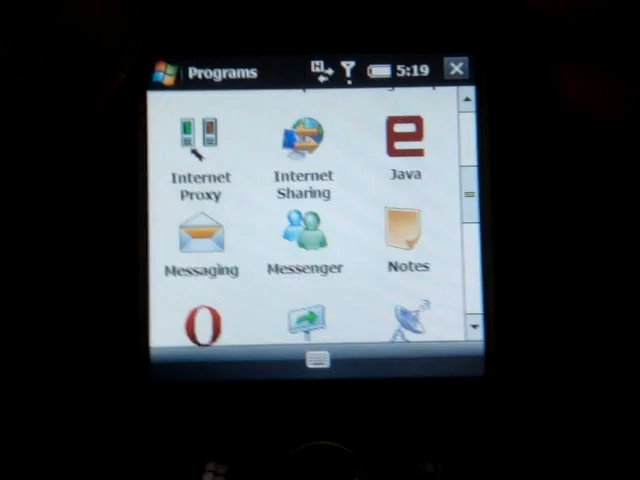 Programs
H
5:19
Internet
Proxy
Internet
Sharing
Java
Messaging
Messenger
Notes